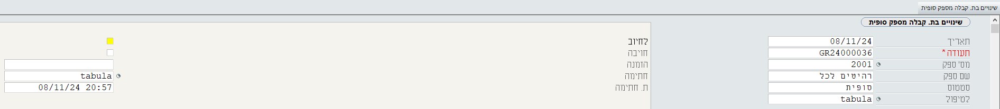 שינויים בת. קבלה מספק סופית
שינויים בת. קבלה מספק סופית
תאריך 08/11/24
תעודה * GR24000036
מס' ספק 2001
שם ספק רהיטים לכל
סטטוס סופית
לטיפול tabula
לחיוב
חויבה
הזמנה
חתימה tabula
ת. חתימה 08/11/24 20:57